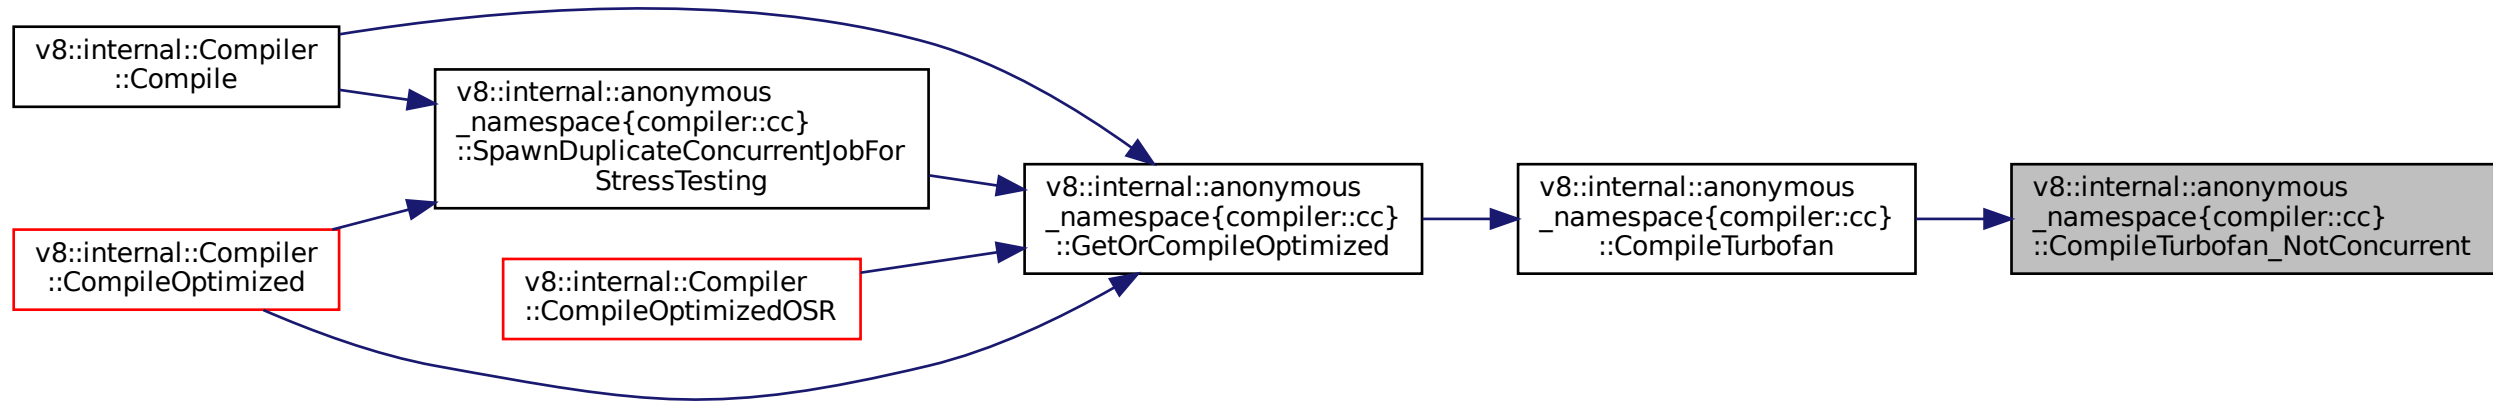 v8::internal::Compiler
::Compile
v8::internal::anonymous
_namespace{compiler::cc}
::SpawnDuplicateConcurrentJobFor
StressTesting
v8::internal::Compiler
::CompileOptimized
v8::internal::Compiler
::CompileOptimizedOSR
v8::internal::anonymous
_namespace{compiler::cc}
::GetOrCompileOptimized
v8::internal::anonymous
_namespace{compiler::cc}
::CompileTurbofan
v8::internal::anonymous
_namespace{compiler::cc}
::CompileTurbofan_NotConcurrent